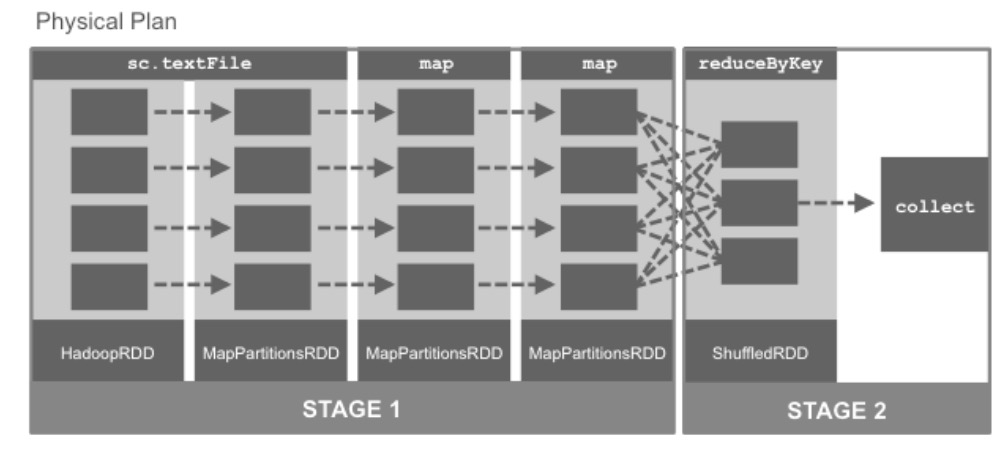 Physical Plan
sc.textFile map map reduceByKey
collect
HadoopRDD MapPartitionsRDD MapPartitionsRDD MapPartitionsRDD ShuffledRDD
STAGE 1 STAGE 2